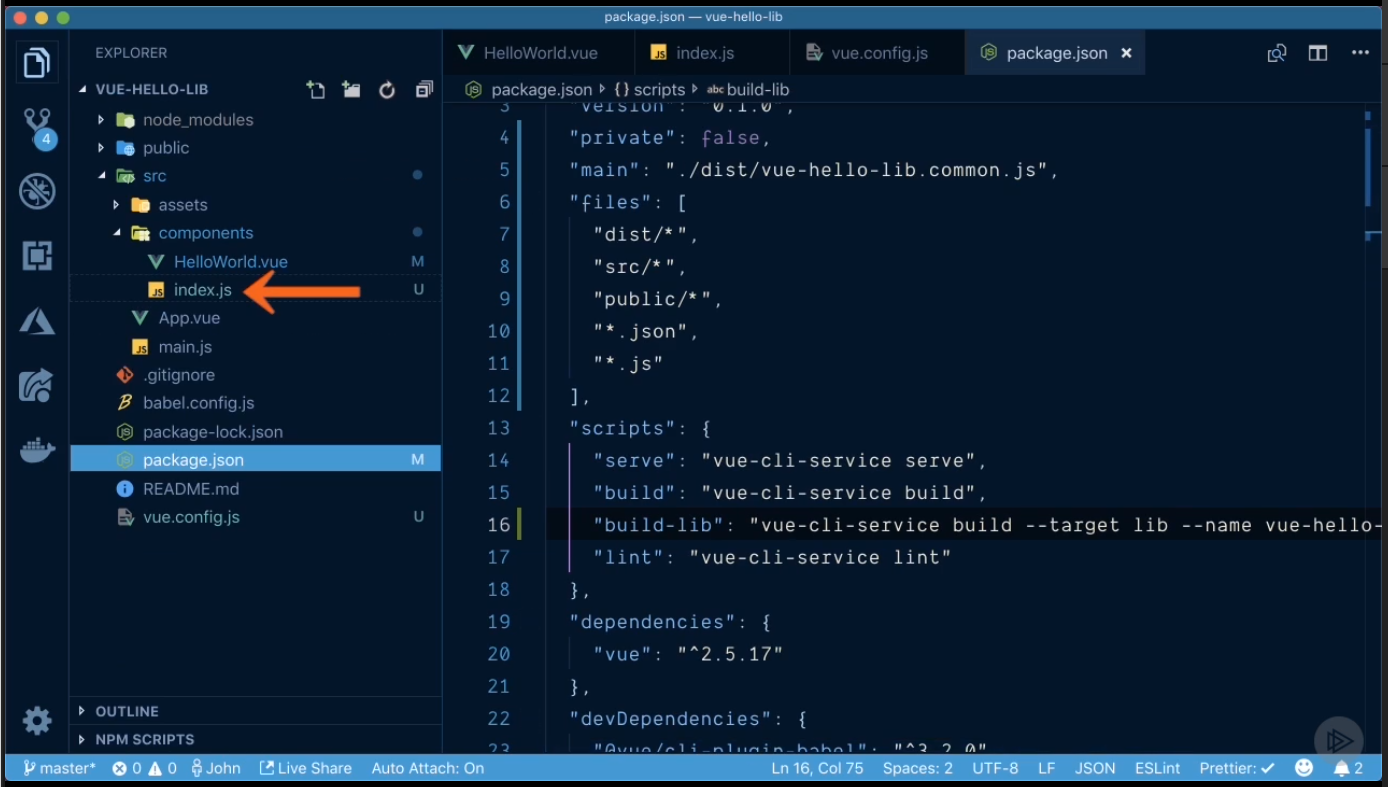 package.json — vue-hello-lib
EXPLORER
VUE-HELLO-LIB
node_modules
public
src
assets
components
HelloWorld.vue M
index.js U
App.vue
main.js
.gitignore
babel.config.js
package-lock.json
package.json M
README.md
vue.config.js U
OUTLINE
NPM SCRIPTS
4
HelloWorld.vue
JS index.js
vue.config.js
package.json ×
package.json {} scripts abc build-lib
3 "version": "0.1.0",
4 "private": false,
5 "main": "./dist/vue-hello-lib.common.js",
6 "files": [
7 "dist/*",
8 "src/*",
9 "public/*",
10 "*.json",
11 "*.js"
12 ],
13 "scripts": {
14 "serve": "vue-cli-service serve",
15 "build": "vue-cli-service build",
16 "build-lib": "vue-cli-service build --target lib --name vue-hello-
17 "lint": "vue-cli-service lint"
18 },
19 "dependencies": {
20 "vue": "^2.5.17"
21 },
22 "devDependencies": {
23 "@vue/cli-plugin-babel": "^3.2.0"
master* 0 0 John Live Share Auto Attach: On Ln 16, Col 75 Spaces: 2 UTF-8 LF JSON ESLint Prettier: ✓ 2